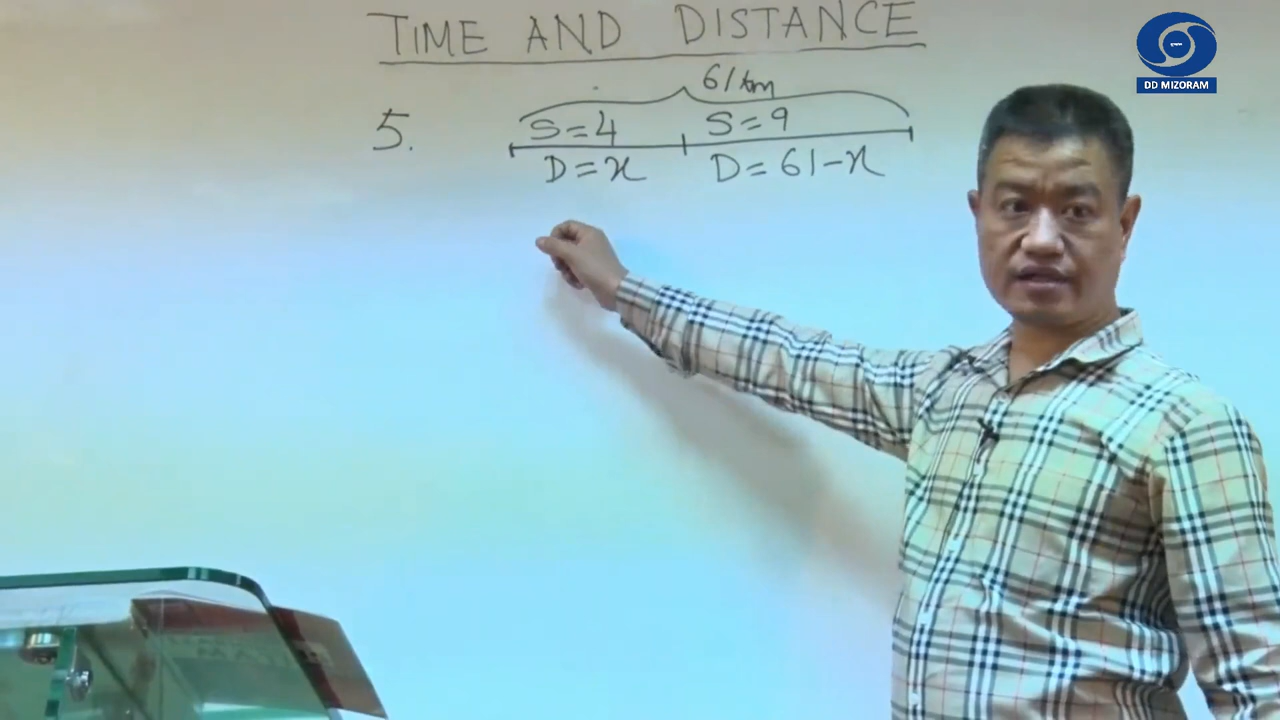 TIME AND DISTANCE
61 km
5.
S=4 S=9
D=x D=61-x
DD MIZORAM